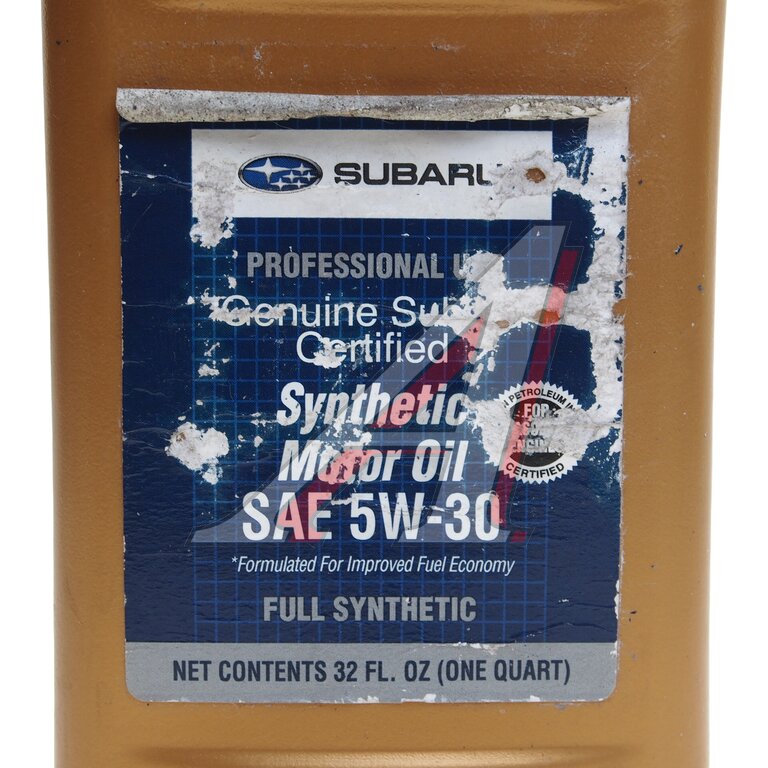 SUBARU
PROFESSIONAL
Genuine
Certified
Synthetic
Motor Oil
SAE 5W-30
*Formulated For Improved Fuel Economy
FULL SYNTHETIC
NET CONTENTS 32 FL. OZ (ONE QUART)
PETROLEUM
FOR
CERTIFIED